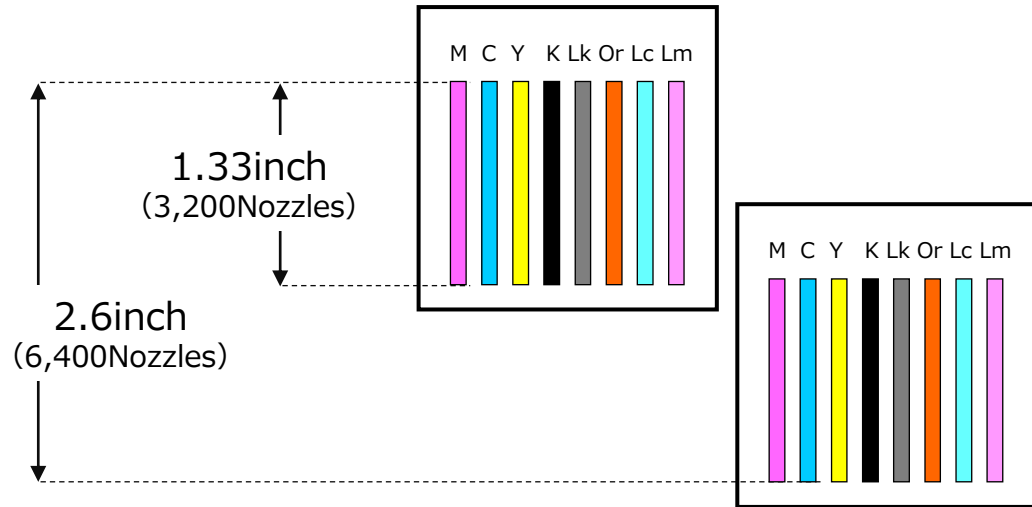 M C Y K Lk Or Lc Lm
1.33inch
(3,200Nozzles)
M C Y K Lk Or Lc Lm
2.6inch
(6,400Nozzles)